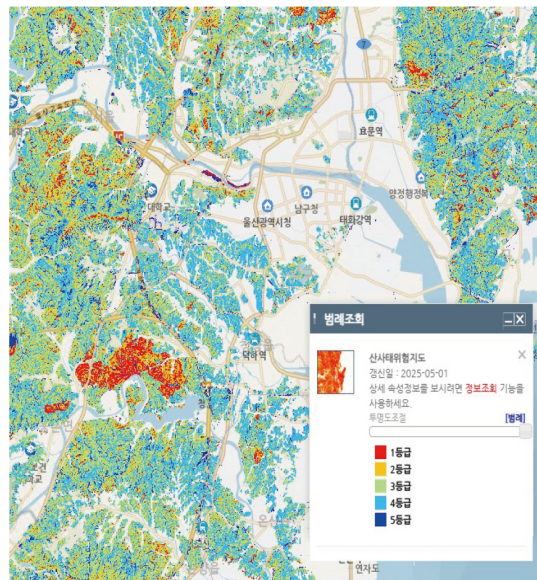 7
효문역
양정행정복
대학교
남구청
울산광역시청
태화강역
덕하역
범례조회
산사태위험지도
갱신일 : 2025-05-01
상세 속성정보를 보시려면 정보조회 기능을
사용하세요.
투명도조절 [범례]
1등급
2등급
3등급
4등급
5등급
연자도